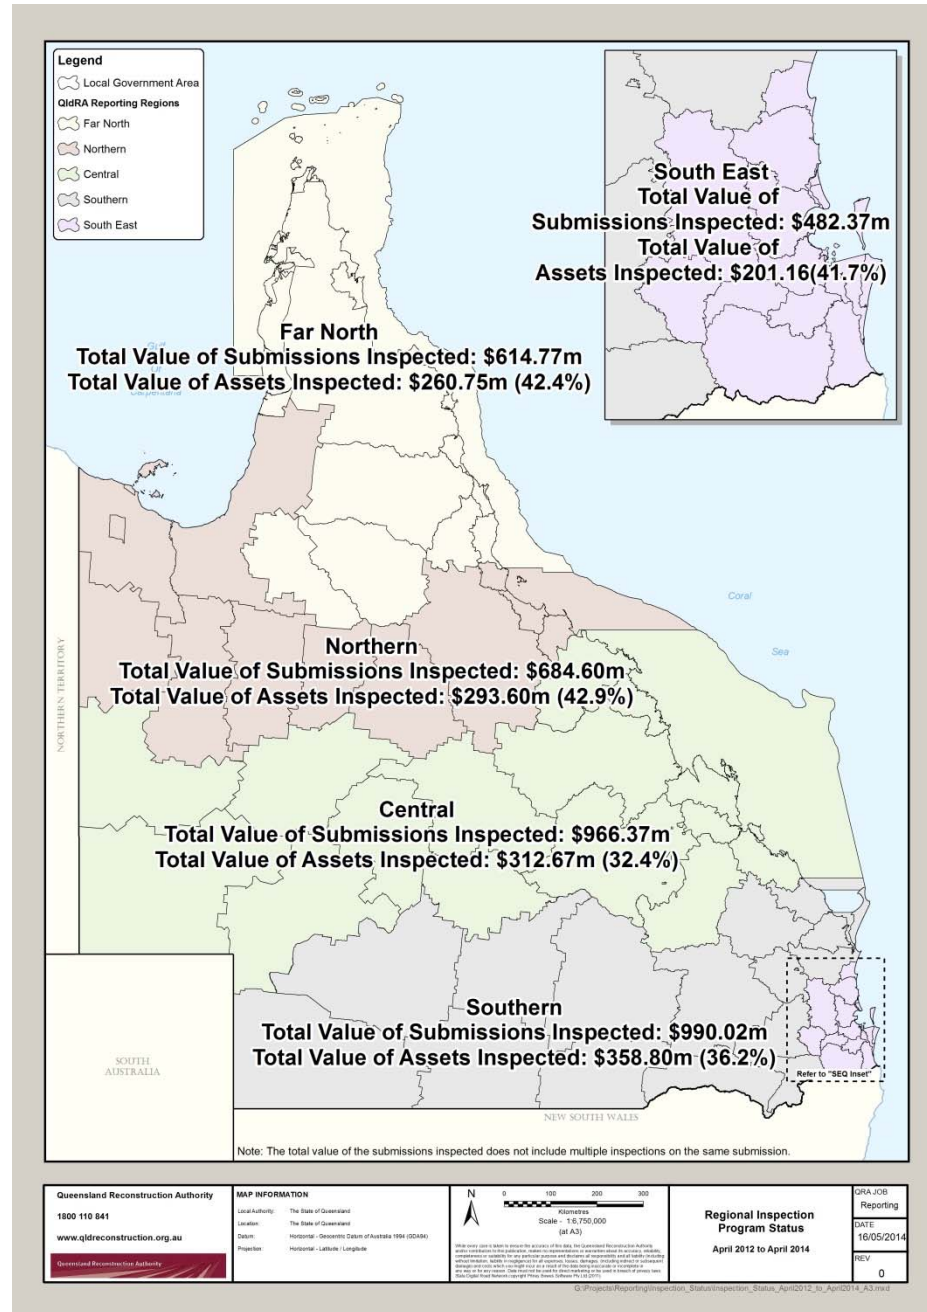 Legend
Local Government Area
QldRA Reporting Regions
Far North
Northern
Central
Southern
South East
South East
Total Value of
Submissions Inspected: $482.37m
Total Value of
Assets Inspected: $201.16(41.7%)
Far North
Total Value of Submissions Inspected: $614.77m
Total Value of Assets Inspected: $260.75m (42.4%)
Coral
Sea
NORTHERN TERRITORY
Northern
Total Value of Submissions Inspected: $684.60m
Total Value of Assets Inspected: $293.60m (42.9%)
Central
Total Value of Submissions Inspected: $966.37m
Total Value of Assets Inspected: $312.67m (32.4%)
Southern
Total Value of Submissions Inspected: $990.02m
Total Value of Assets Inspected: $358.80m (36.2%)
SOUTH
AUSTRALIA
Refer to "SEQ Inset"
NEW SOUTH WALES
Note: The total value of the submissions inspected does not include multiple inspections on the same submission.
Queensland Reconstruction Authority
1800 110 841
www.qldreconstruction.org.au
Queensland Reconstruction Authority
MAP INFORMATION
Local Authority: The State of Queensland
Location: The State of Queensland
Datum: Horizontal - Geocentric Datum of Australia 1994 (GDA94)
Projection: Horizontal - Latitude / Longitude
N
0 100 200 300
Kilometres
Scale - 1:6,750,000
(at A3)
Regional Inspection
Program Status
April 2012 to April 2014
QRA JOB
Reporting
DATE
16/05/2014
REV
0
G:\Projects\Reporting\Inspection_Status\Inspection_Status_April2012_to_April2014_A3.mxd